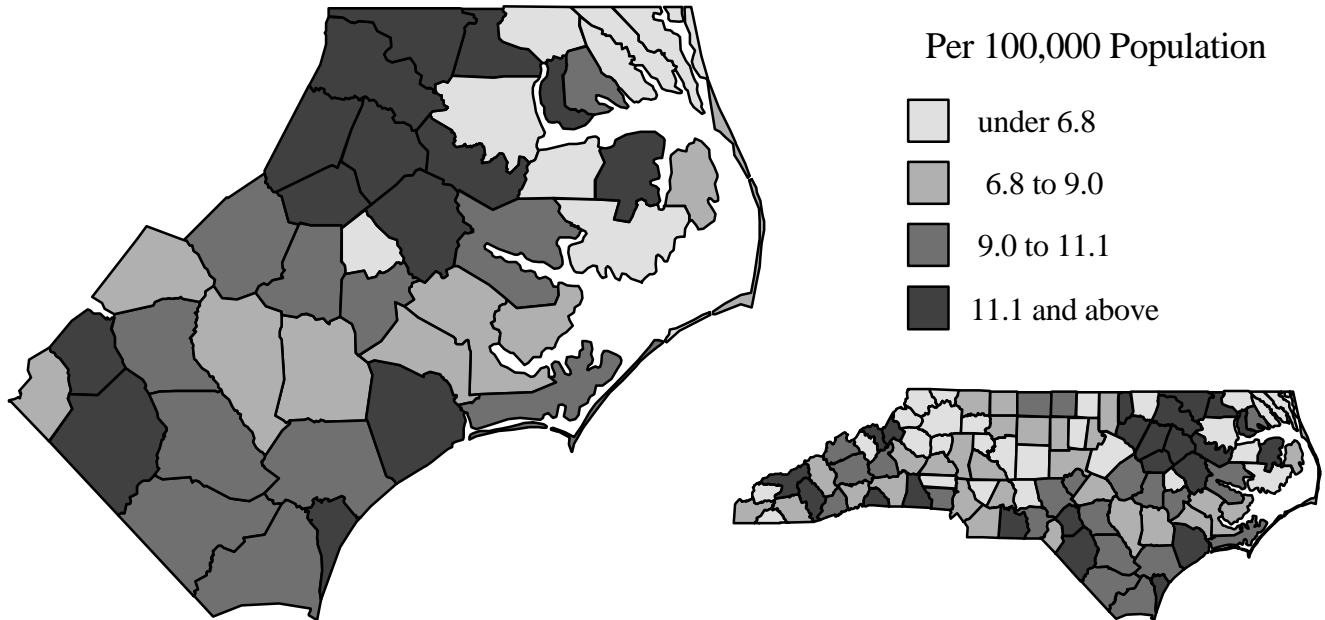 Per 100,000 Population
under 6.8
6.8 to 9.0
9.0 to 11.1
11.1 and above